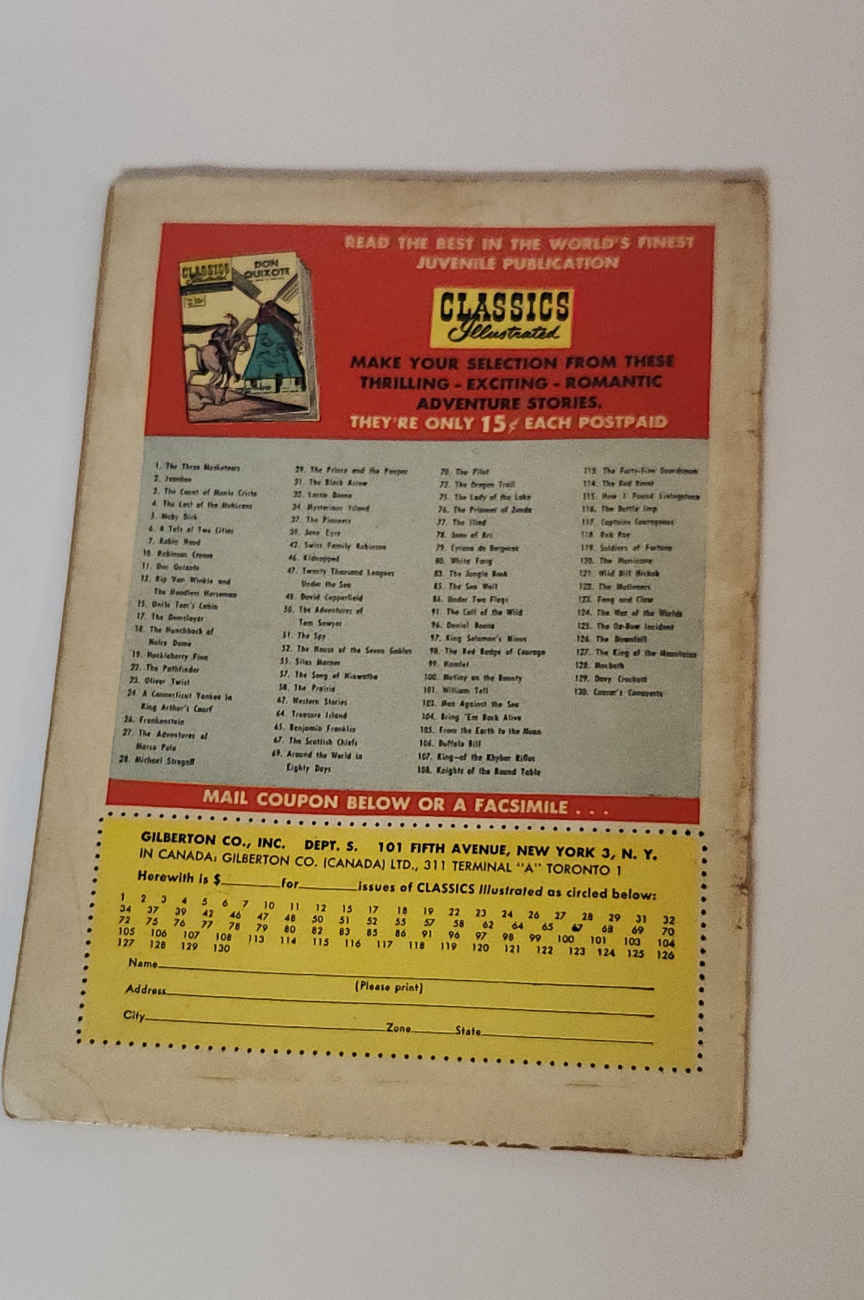 READ THE BEST IN THE WORLD'S FINEST
JUVENILE PUBLICATION
CLASSICS
Illustrated
DON
QUIXOTE
CLASSICS
Illustrated
MAKE YOUR SELECTION FROM THESE
THRILLING - EXCITING - ROMANTIC
ADVENTURE STORIES.
THEY'RE ONLY 15¢ EACH POSTPAID
1. The Three Musketeers
2. Ivanhoe
3. The Count of Monte Cristo
4. The Last of the Mohicans
5. Moby Dick
6. A Tale of Two Cities
7. Robin Hood
10. Robinson Crusoe
11. Don Quixote
12. Rip Van Winkle and
The Headless Horseman
15. Uncle Tom's Cabin
17. The Deerslayer
18. The Hunchback of
Notre Dame
19. Huckleberry Finn
22. The Pathfinder
23. Oliver Twist
24. A Connecticut Yankee in
King Arthur's Court
26. Frankenstein
27. The Adventures of
Marco Polo
28. Michael Strogoff
29. The Prince and the Pauper
31. The Black Arrow
32. Lorna Doone
34. Mysterious Island
37. The Pioneers
39. Jane Eyre
42. Swiss Family Robinson
46. Kidnapped
47. Twenty Thousand Leagues
Under the Sea
48. David Copperfield
50. The Adventures of
Tom Sawyer
51. The Spy
52. The House of the Seven Gables
55. Silas Marner
57. The Song of Hiawatha
58. The Prairie
62. Western Stories
64. Treasure Island
65. Benjamin Franklin
67. The Scottish Chiefs
69. Around the World in
Eighty Days
70. The Pilot
72. The Oregon Trail
75. The Lady of the Lake
76. The Prisoner of Zenda
77. The Iliad
78. Joan of Arc
79. Cyrano de Bergerac
80. White Fang
83. The Jungle Book
85. The Sea Wolf
86. Under Two Flags
91. The Call of the Wild
96. Daniel Boone
97. King Solomon's Mines
98. The Red Badge of Courage
99. Hamlet
100. Mutiny on the Bounty
101. William Tell
103. Men Against the Sea
104. Bring 'Em Back Alive
105. From the Earth to the Moon
106. Buffalo Bill
107. King-of the Khyber Rifles
108. Knights of the Round Table
113. The Forty-Five Guardsmen
114. The Red Rover
115. How I Found Livingstone
116. The Bottle Imp
117. Captains Courageous
118. Rob Roy
119. Soldiers of Fortune
120. The Hurricane
121. Wild Bill Hickok
122. The Mutineers
123. Fang and Claw
124. The War of the Worlds
125. The Ox-Bow Incident
126. The Downfall
127. The King of the Mountains
128. Macbeth
129. Davy Crockett
130. Caesar's Conquests
MAIL COUPON BELOW OR A FACSIMILE . . .
GILBERTON CO., INC. DEPT. S. 101 FIFTH AVENUE, NEW YORK 3, N. Y.
IN CANADA: GILBERTON CO. (CANADA) LTD., 311 TERMINAL "A" TORONTO 1
Herewith is $ for issues of CLASSICS Illustrated as circled below:
1 2 3 4 5 6 7 10 11 12 15 17 18 19 22 23 24 26 27 28 29 31 32
34 37 39 42 46 47 48 50 51 52 55 57 58 62 64 65 67 68 69 70
72 75 76 77 78 79 80 82 83 85 86 91 96 97 98 99 100 101 103 104
105 106 107 108 113 114 115 116 117 118 119 120 121 122 123 124 125 126
127 128 129 130
Name
(Please print)
Address
City Zone State